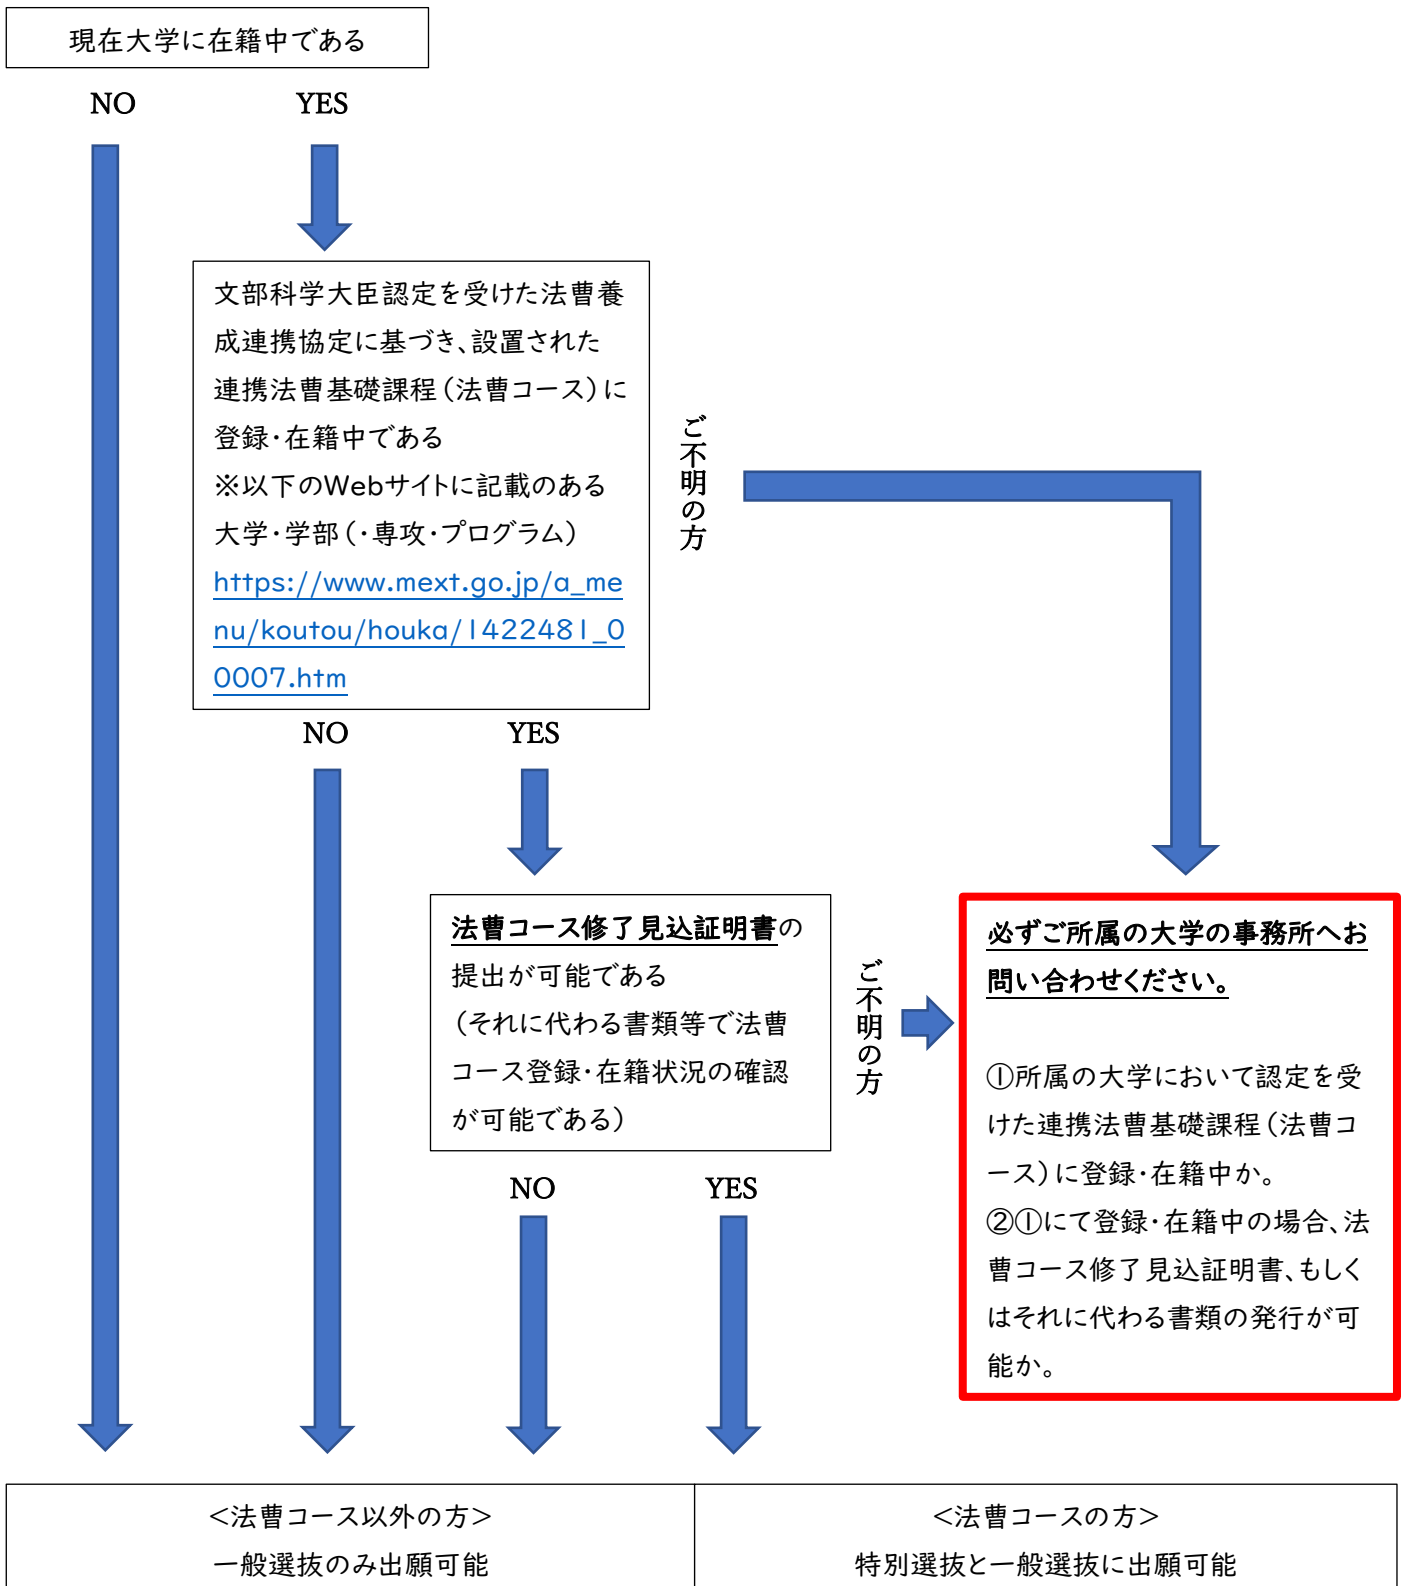 現在大学に在籍中である
NO
YES
文部科学大臣認定を受けた法曹養
成連携協定に基づき、設置された
連携法曹基礎課程（法曹コース）に
登録・在籍中である
※以下のWebサイトに記載のある
大学・学部（・専攻・プログラム）
https://www.mext.go.jp/a_me
nu/koutou/houka/1422481_0
0007.htm
ご不明の方
NO
YES
法曹コース修了見込証明書の
提出が可能である
（それに代わる書類等で法曹
コース登録・在籍状況の確認
が可能である）
ご不明の方
必ずご所属の大学の事務所へお
問い合わせください。
①所属の大学において認定を受
けた連携法曹基礎課程（法曹コ
ース）に登録・在籍中か。
②①にて登録・在籍中の場合、法
曹コース修了見込証明書、もしく
はそれに代わる書類の発行が可
能か。
NO
YES
<法曹コース以外の方>
一般選抜のみ出願可能
<法曹コースの方>
特別選抜と一般選抜に出願可能